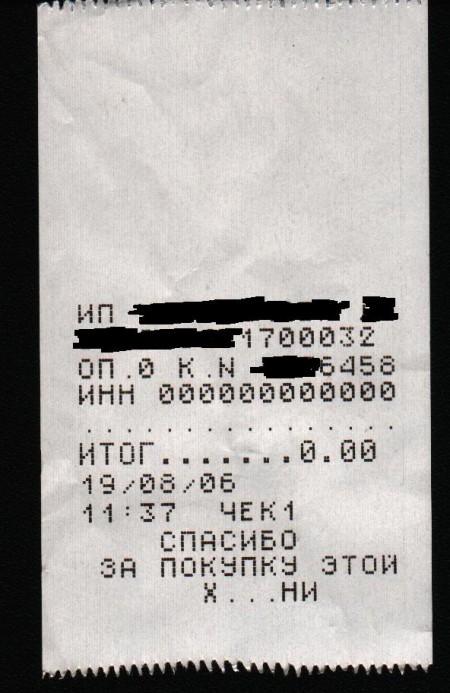 ИП
1700032
ОП.0 К.N 6458
ИНН 000000000000
. . . . . . . . . . . . . . . .
ИТОГ.......0.00
19/08/06
11:37 ЧЕК1
СПАСИБО
ЗА ПОКУПКУ ЭТОЙ
Х...НИ